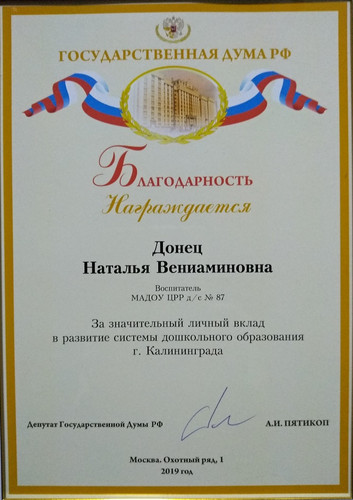 ГОСУДАРСТВЕННАЯ ДУМА РФ
БЛАГОДАРНОСТЬ
Награждается
Донец
Наталья Вениаминовна
Воспитатель
МАДОУ ЦРР д/с № 87
За значительный личный вклад
в развитие системы дошкольного образования
г. Калининграда
Депутат Государственной Думы РФ А.И. ПЯТИКОП
Москва. Охотный ряд, 1
2019 год